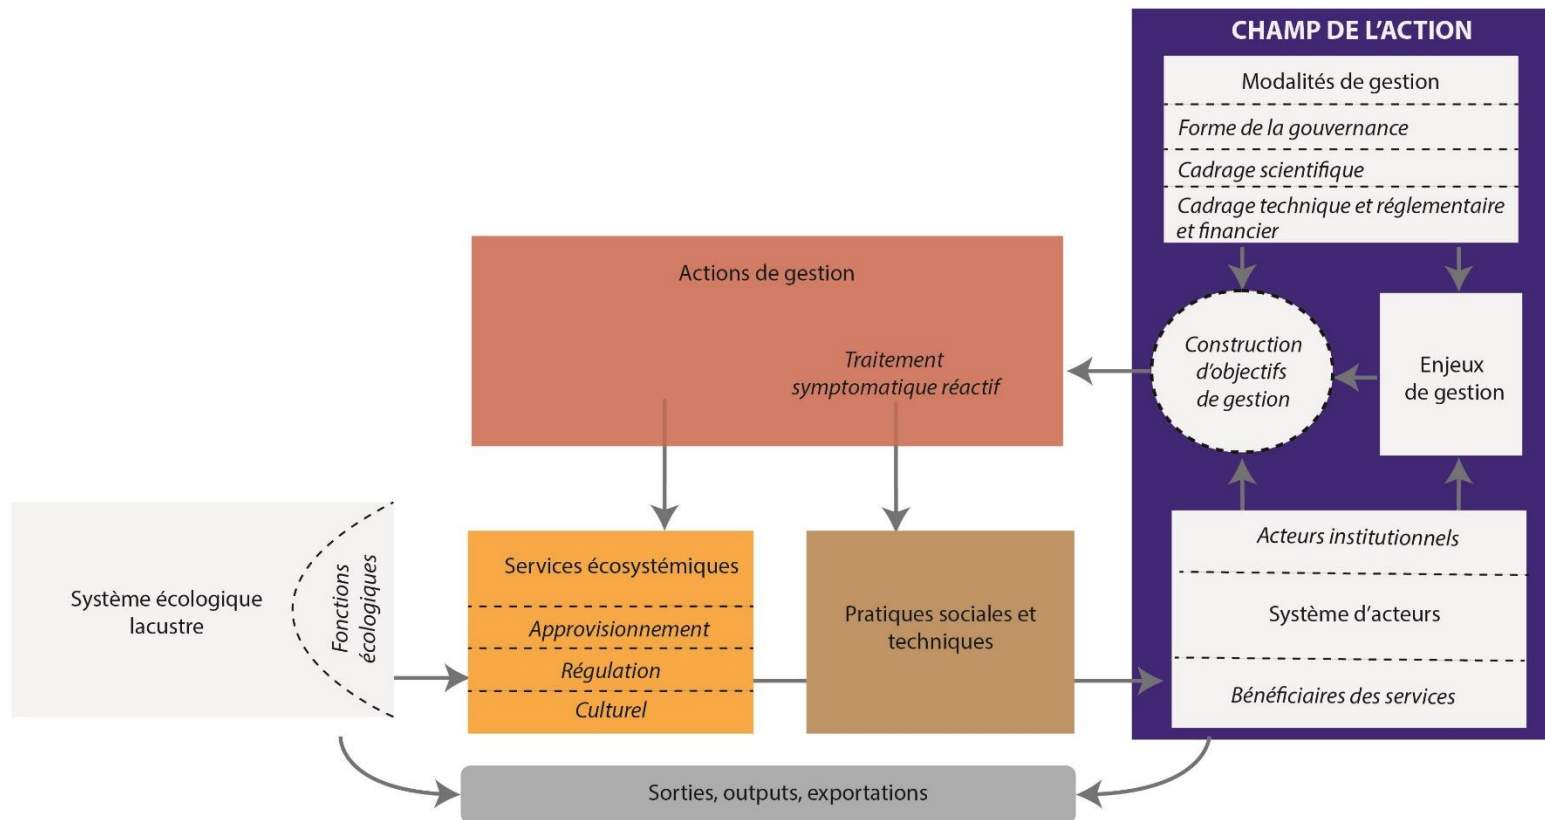 CHAMP DE L'ACTION
Modalités de gestion
Forme de la gouvernance
Cadrage scientifique
Cadrage technique et réglementaire
et financier
Actions de gestion
Traitement
symptomatique réactif
Construction
d'objectifs
de gestion
Enjeux
de gestion
Système écologique
lacustre
Fonctions
écologiques
Services écosystémiques
Approvisionnement
Régulation
Culturel
Pratiques sociales et
techniques
Acteurs institutionnels
Système d'acteurs
Bénéficiaires des services
Sorties, outputs, exportations